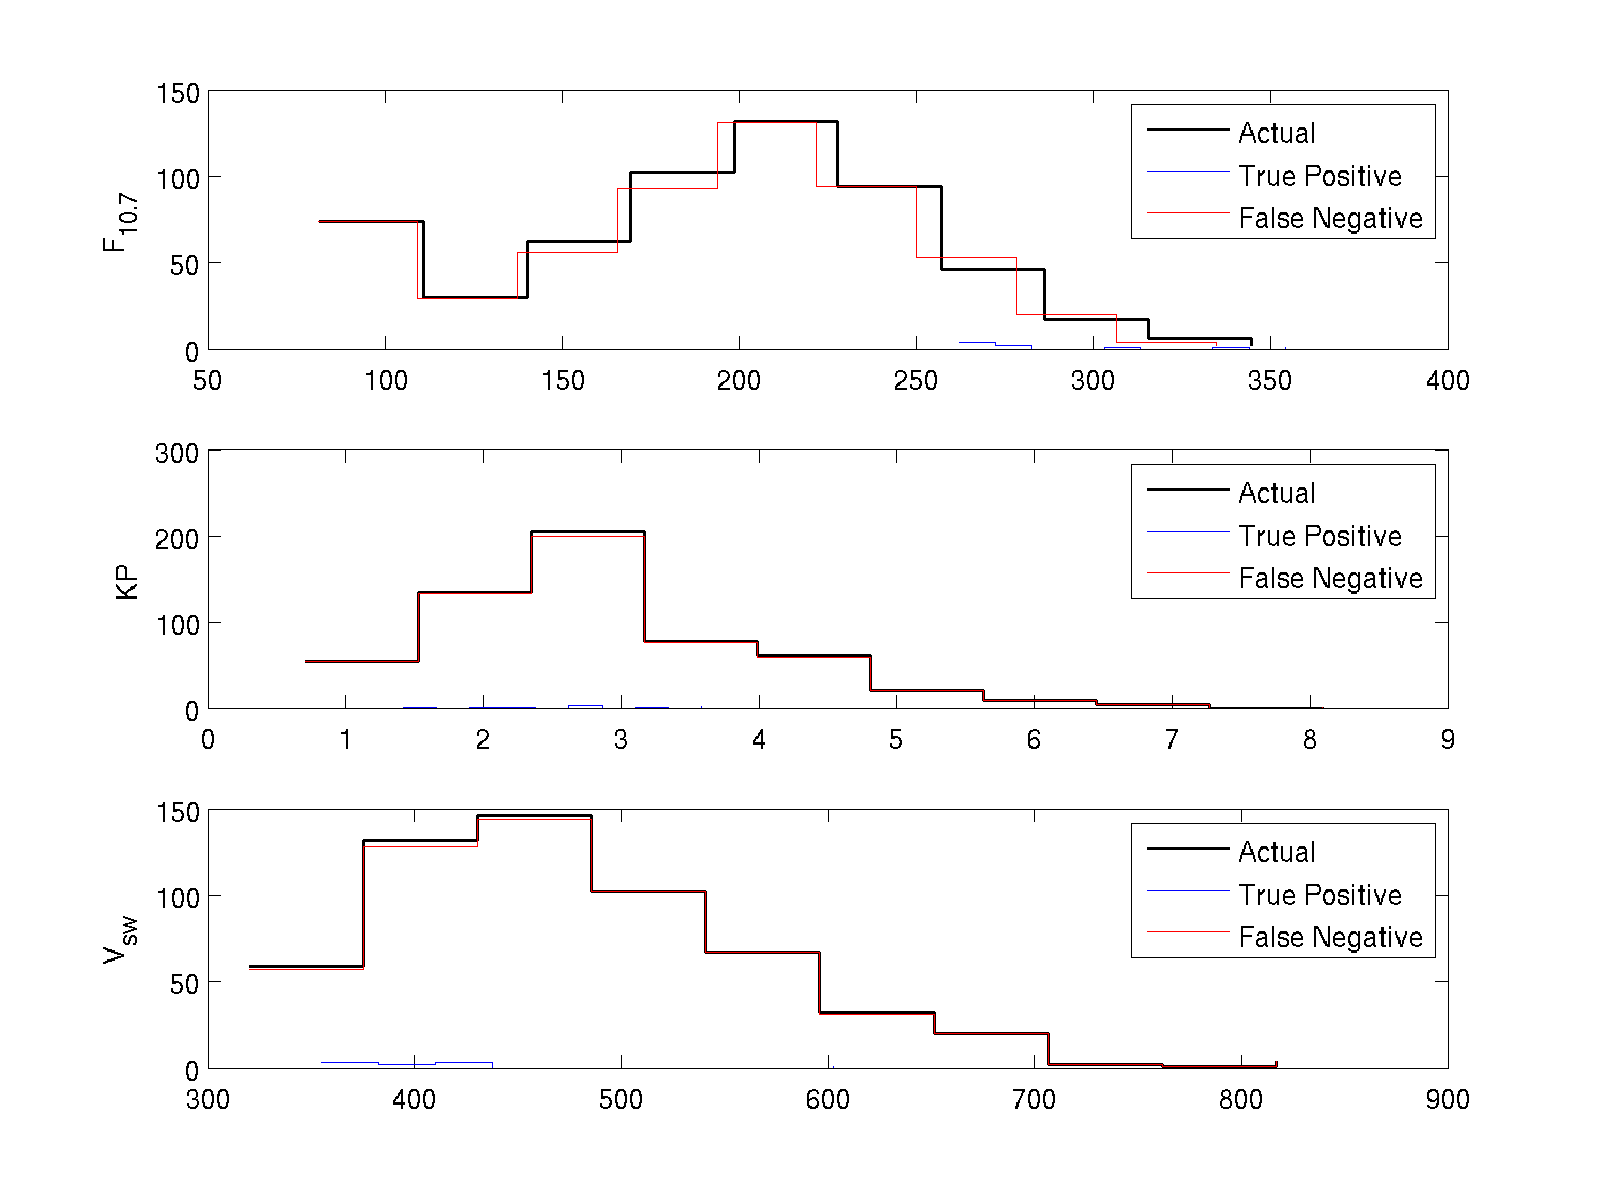 150
100
50
0
F10.7
50 100 150 200 250 300 350 400
Actual
True Positive
False Negative
300
200
100
0
KP
0 1 2 3 4 5 6 7 8 9
Actual
True Positive
False Negative
150
100
50
0
Vsw
300 400 500 600 700 800 900
Actual
True Positive
False Negative